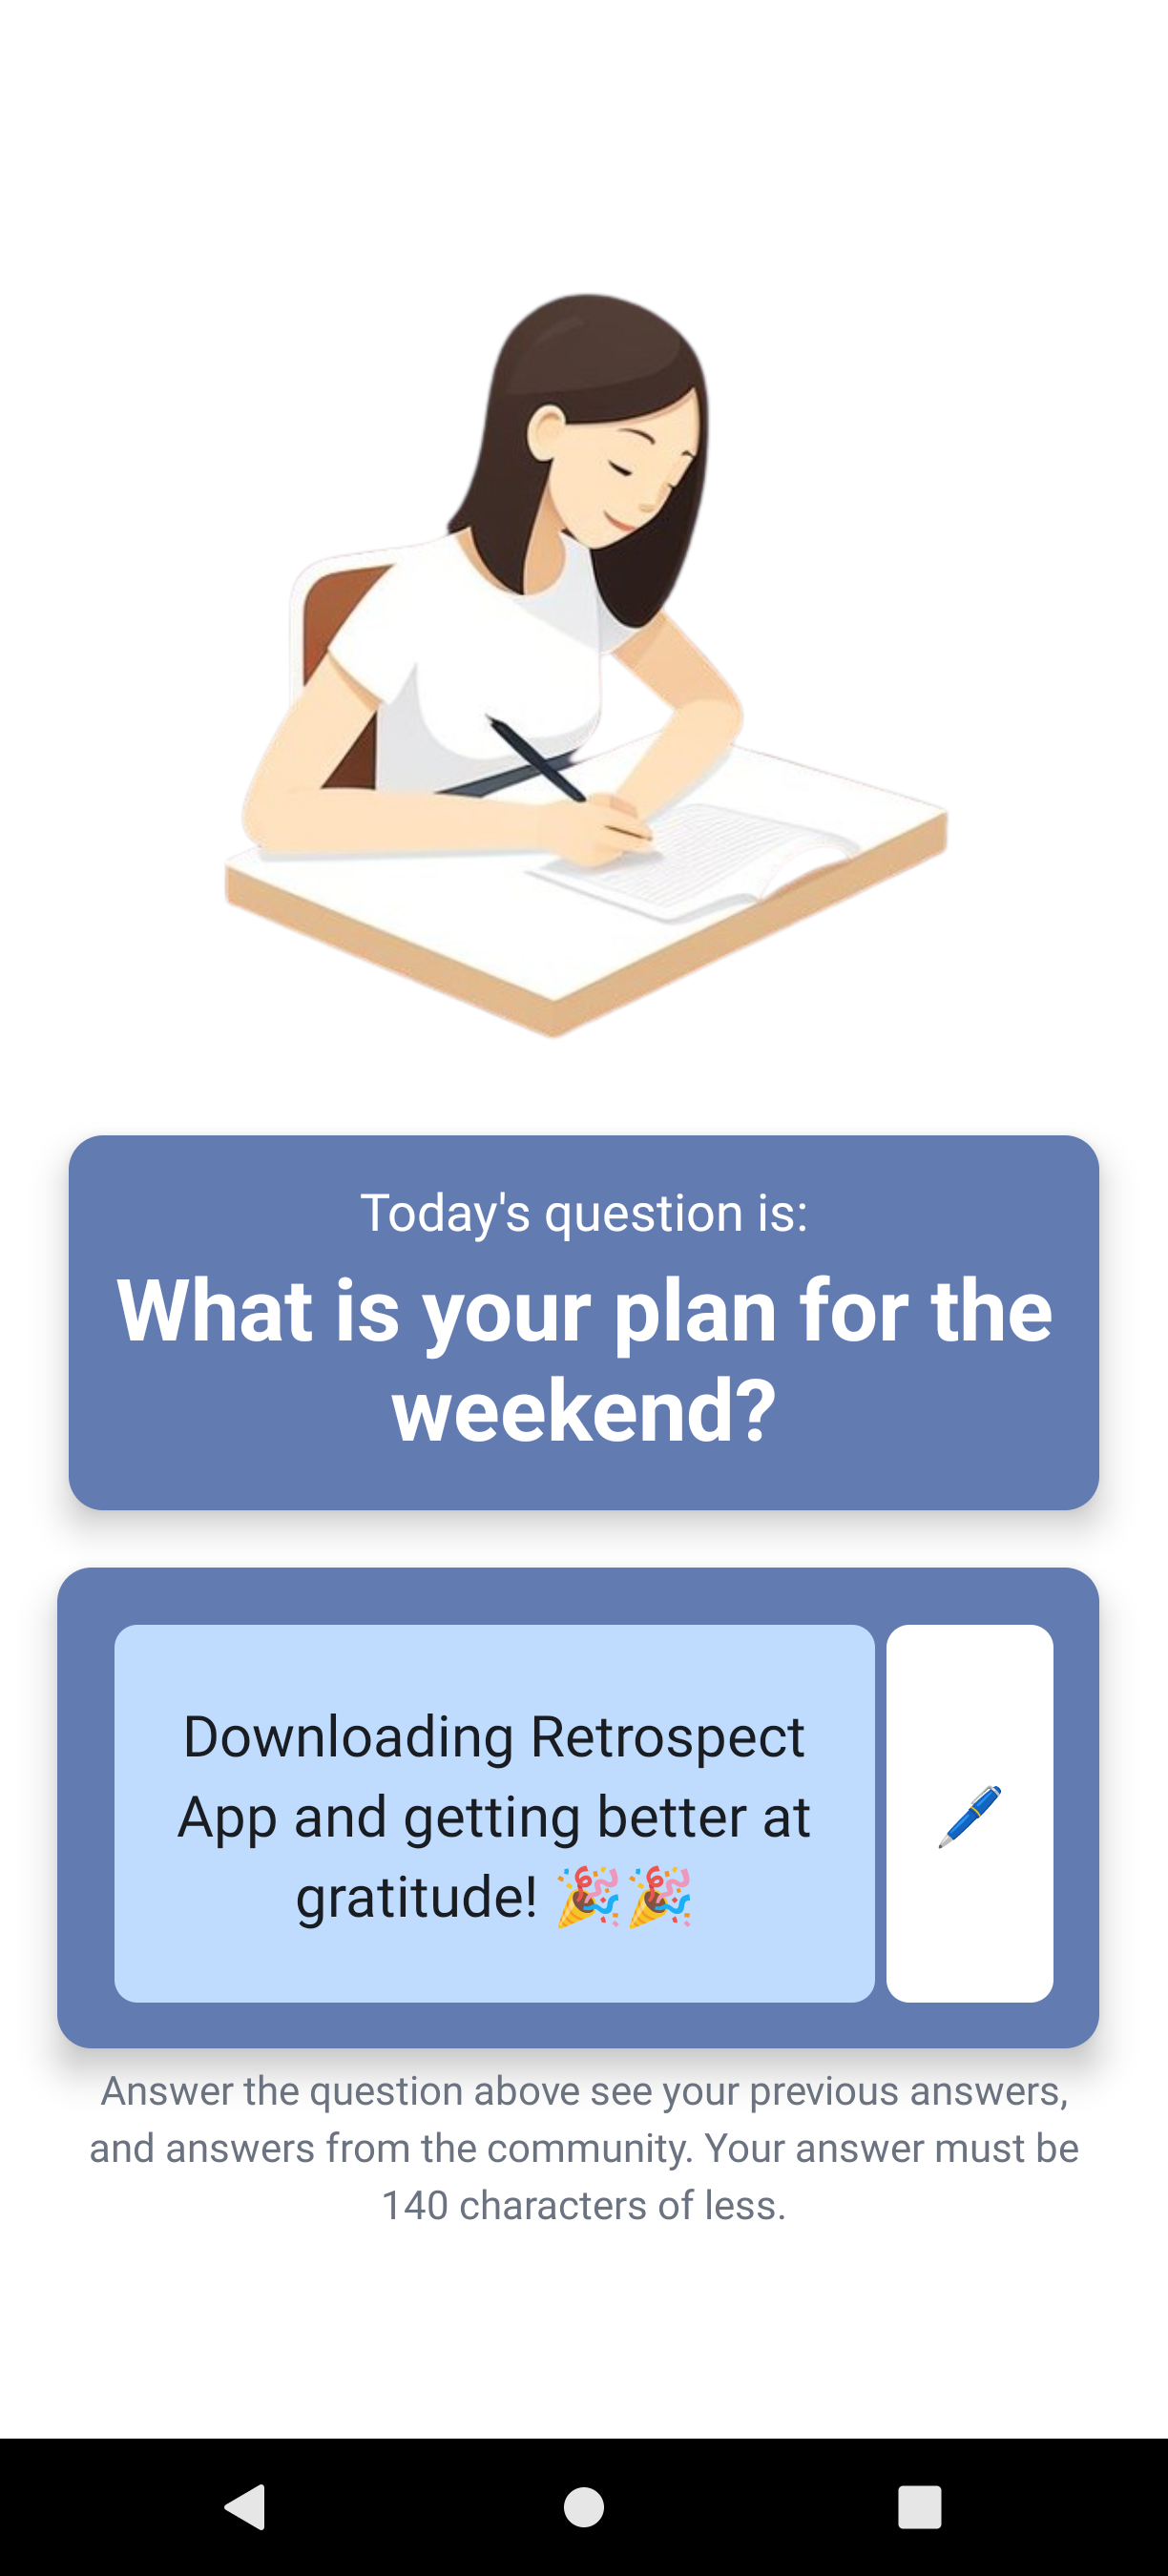 Today's question is:
What is your plan for the
weekend?
Downloading Retrospect
App and getting better at
gratitude! 🎉🎉
Answer the question above see your previous answers,
and answers from the community. Your answer must be
140 characters of less.